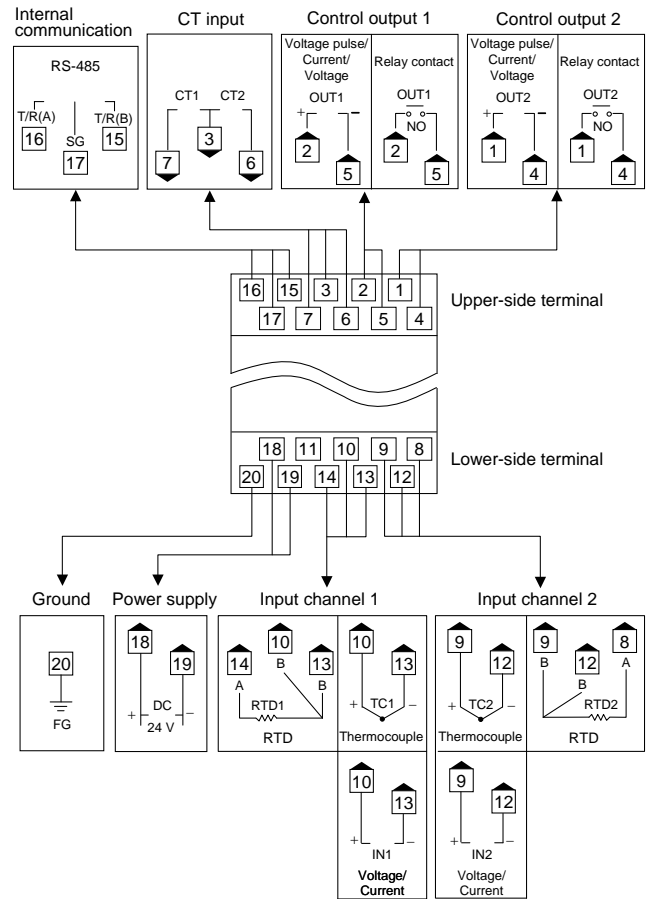 Internal
communication
CT input
Control output 1
Control output 2
RS-485
T/R(A)
T/R(B)
16
SG
15
17
CT1
CT2
3
7
6
Voltage pulse/
Current/
Voltage
Relay contact
OUT1
OUT1
+
−
NO
2
2
5
5
Voltage pulse/
Current/
Voltage
Relay contact
OUT2
OUT2
+
−
NO
1
1
4
4
16 15 3 2 1
17 7 6 5 4
Upper-side terminal
18 11 10 9 8
20 19 14 13 12
Lower-side terminal
Ground
Power supply
Input channel 1
Input channel 2
20
FG
18
19
DC
+ −
24 V
14
10
13
A
B
B
RTD1
RTD
10
13
+ TC1 −
Thermocouple
9
12
+ TC2 −
Thermocouple
9
12
8
B
B
A
RTD2
RTD
10
13
+ −
IN1
Voltage/
Current
9
12
+ −
IN2
Voltage/
Current